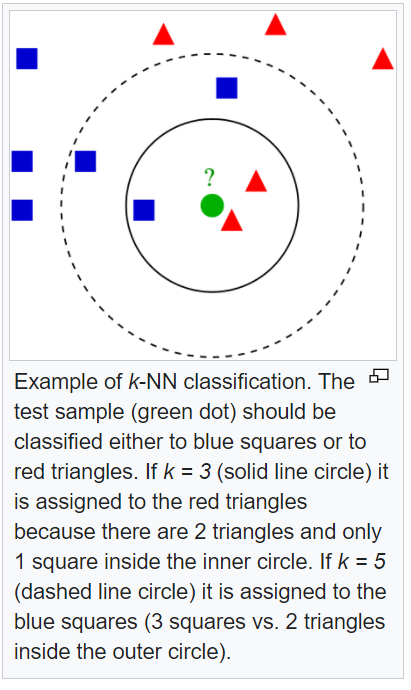 ?
Example of k-NN classification. The
test sample (green dot) should be
classified either to blue squares or to
red triangles. If k = 3 (solid line circle) it
is assigned to the red triangles
because there are 2 triangles and only
1 square inside the inner circle. If k = 5
(dashed line circle) it is assigned to the
blue squares (3 squares vs. 2 triangles
inside the outer circle).